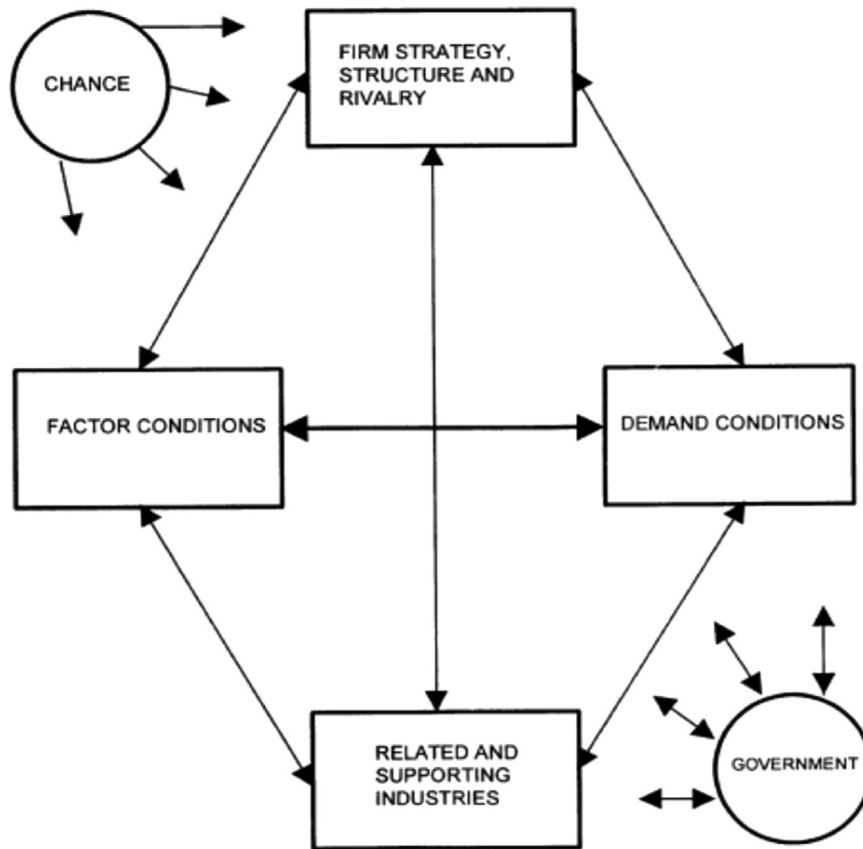 CHANCE
FIRM STRATEGY,
STRUCTURE AND
RIVALRY
FACTOR CONDITIONS
DEMAND CONDITIONS
RELATED AND
SUPPORTING
INDUSTRIES
GOVERNMENT